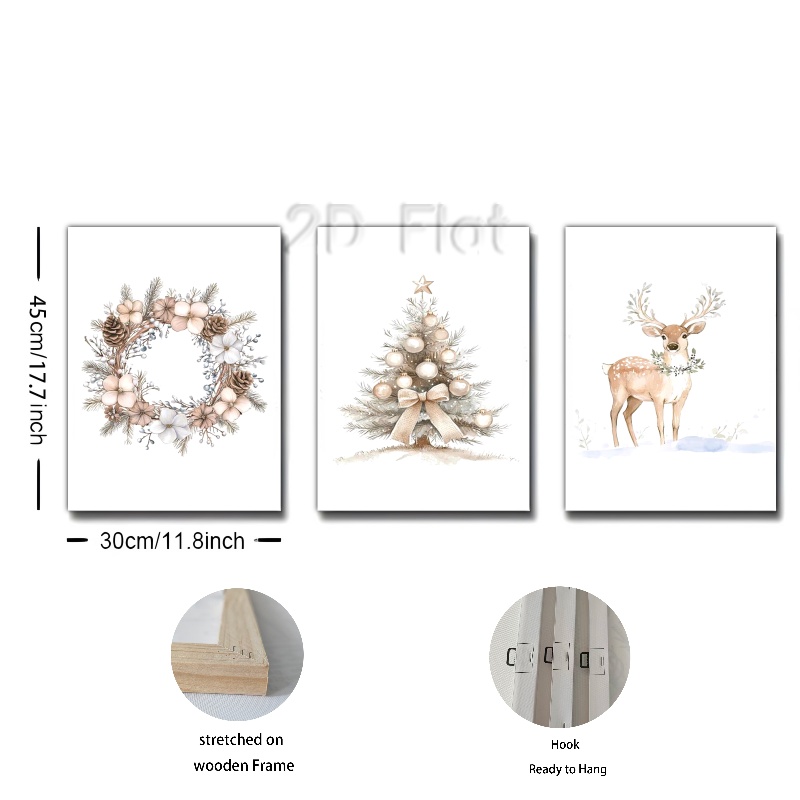 2D Flat
45cm/17.7inch
30cm/11.8inch
stretched on
wooden Frame
Hook
Ready to Hang